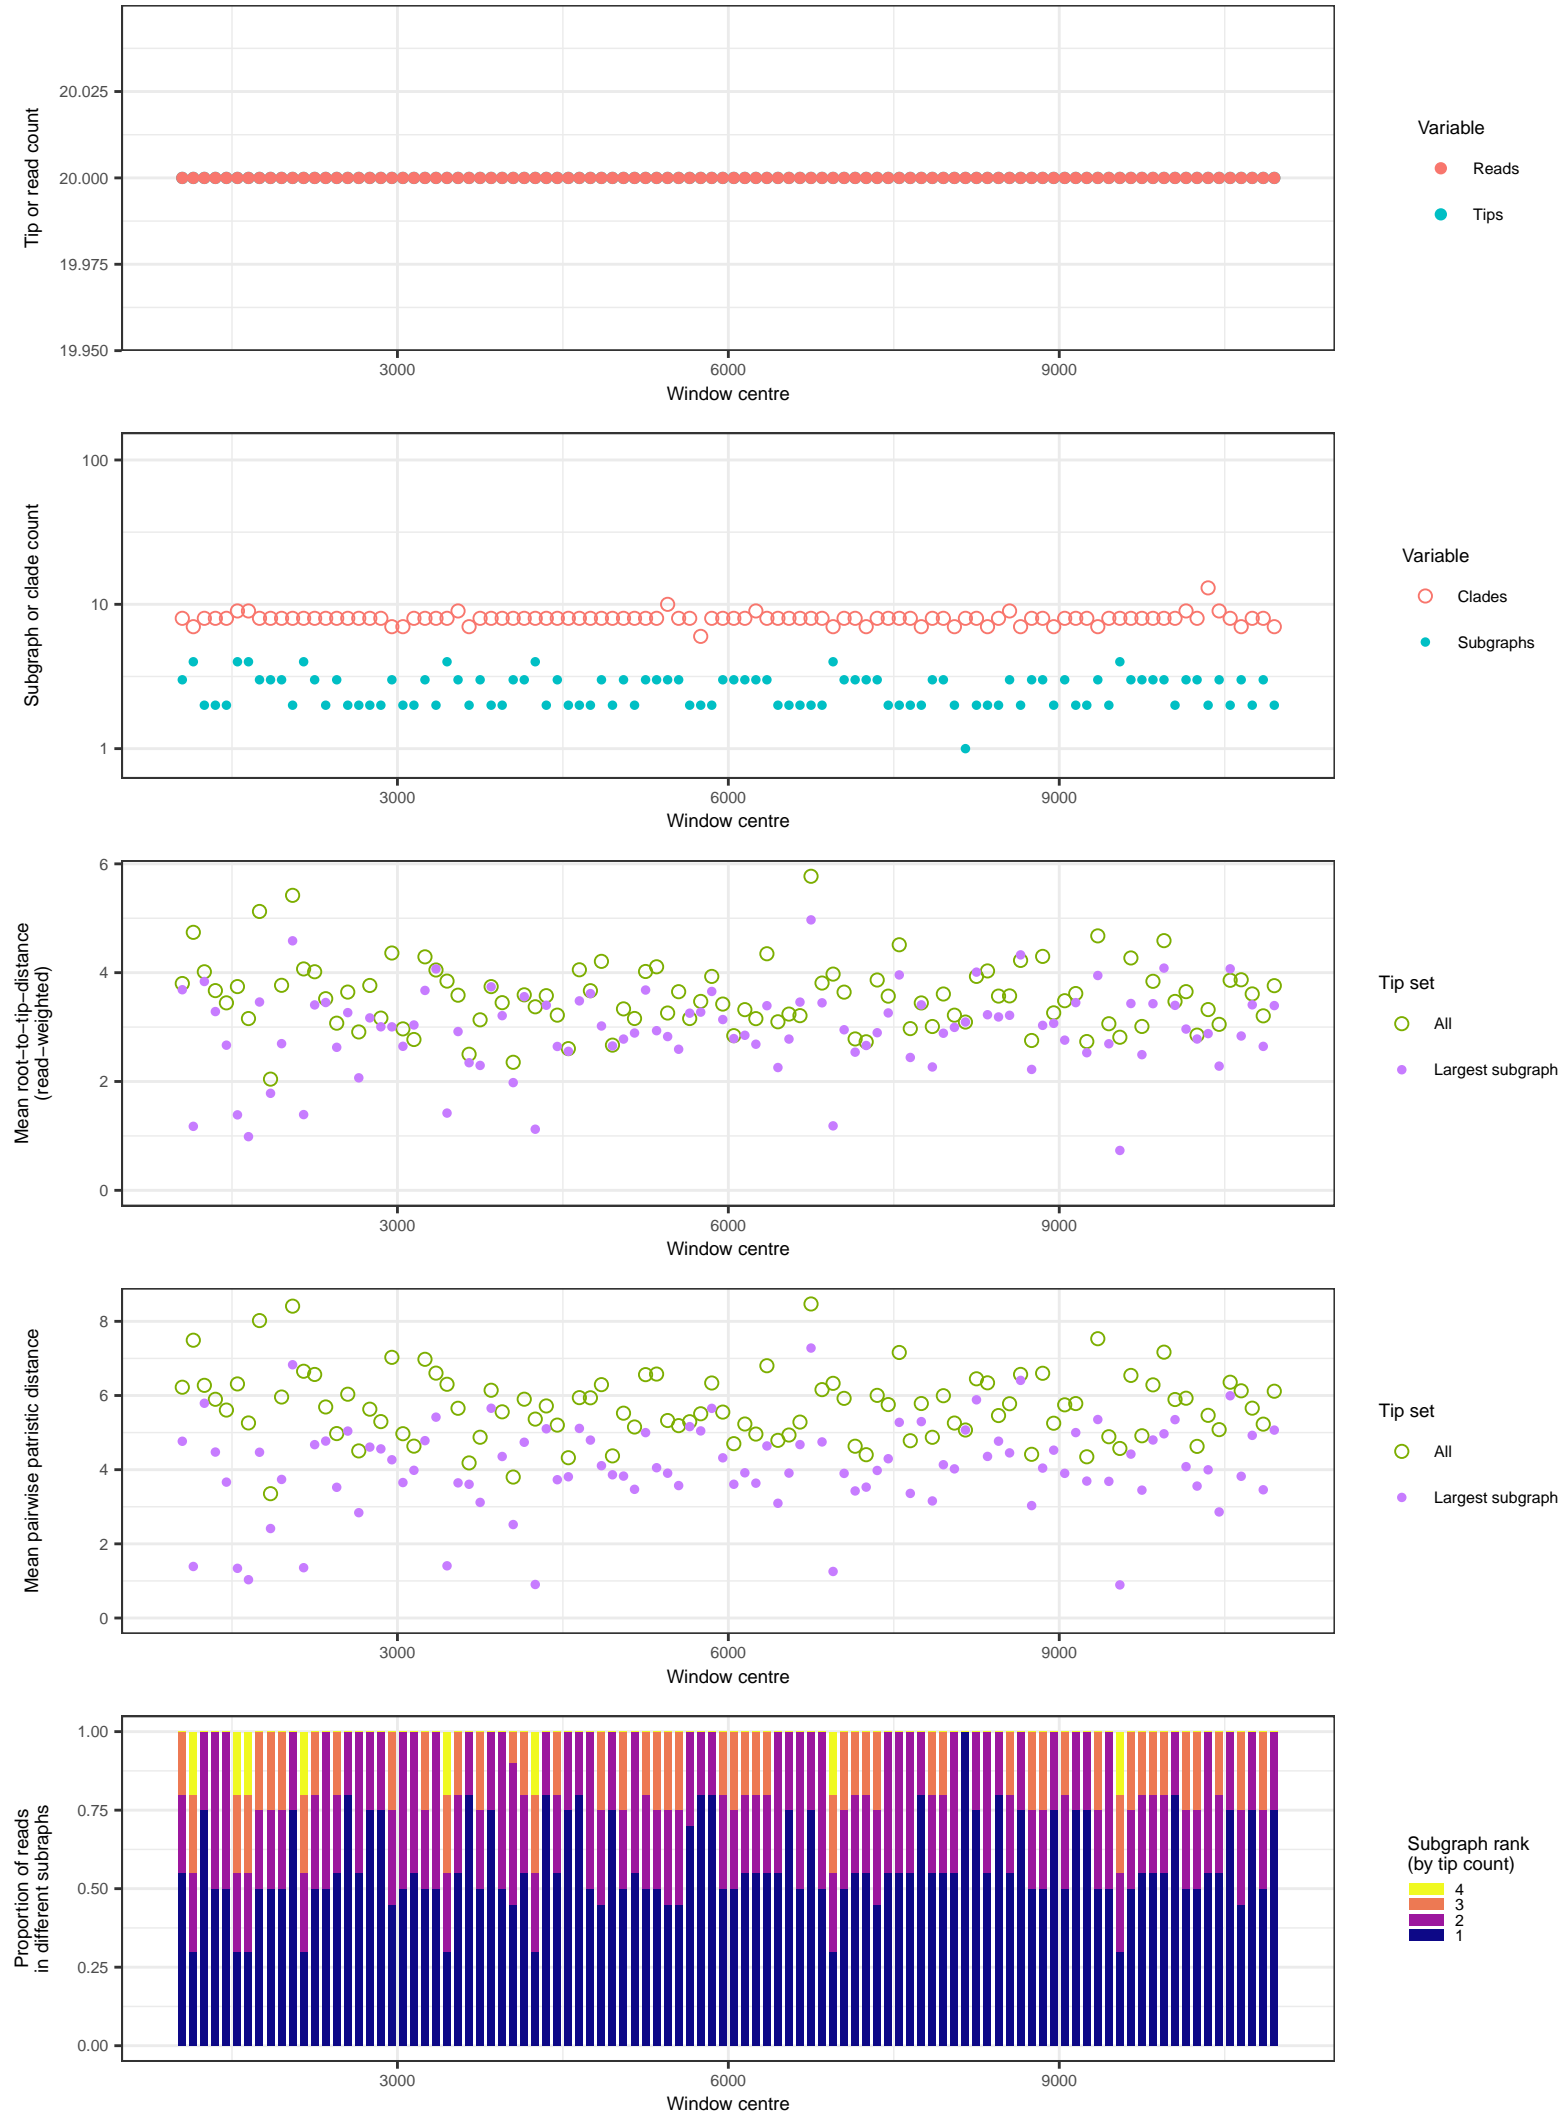 20.025
20.000
19.975
19.950
Tip or read count
3000 6000 9000
Window centre
Variable
Reads
Tips
100
10
1
Subgraph or clade count
3000 6000 9000
Window centre
Variable
Clades
Subgraphs
6
4
2
0
Mean root−to−tip−distance
(read−weighted)
3000 6000 9000
Window centre
Tip set
All
Largest subgraph
8
6
4
2
0
Mean pairwise patristic distance
3000 6000 9000
Window centre
Tip set
All
Largest subgraph
1.00
0.75
0.50
0.25
0.00
Proportion of reads
in different subraphs
3000 6000 9000
Window centre
Subgraph rank
(by tip count)
4
3
2
1